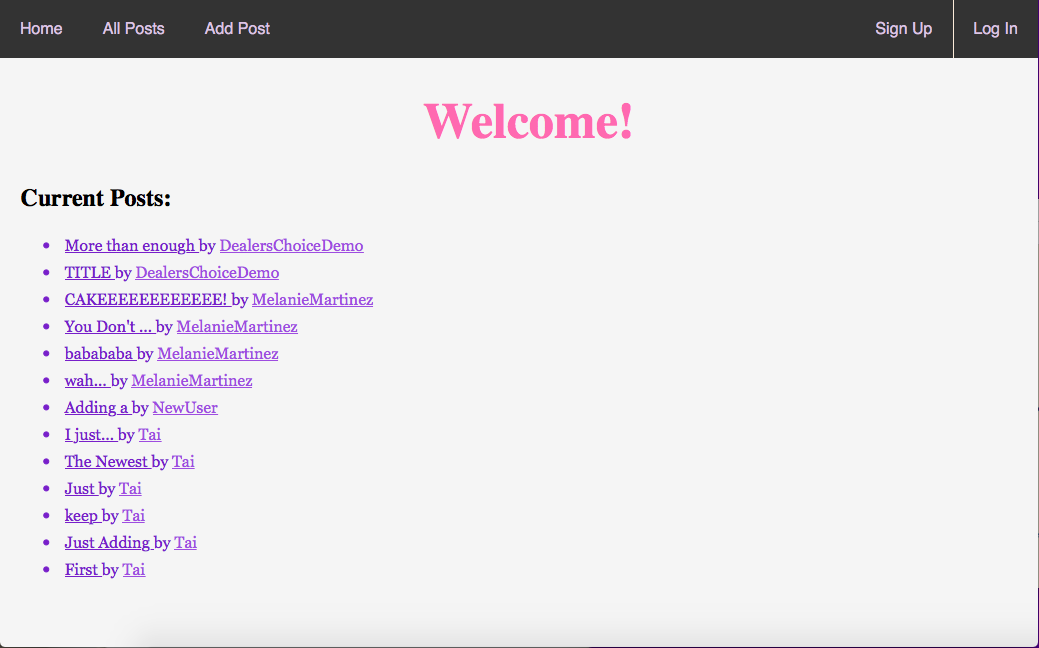 Home All Posts Add Post Sign Up Log In
Welcome!
Current Posts:
More than enough by DealersChoiceDemo
TITLE by DealersChoiceDemo
CAKEEEEEEEEEEEE! by MelanieMartinez
You Don't ... by MelanieMartinez
babababa by MelanieMartinez
wah... by MelanieMartinez
Adding a by NewUser
I just... by Tai
The Newest by Tai
Just by Tai
keep by Tai
Just Adding by Tai
First by Tai